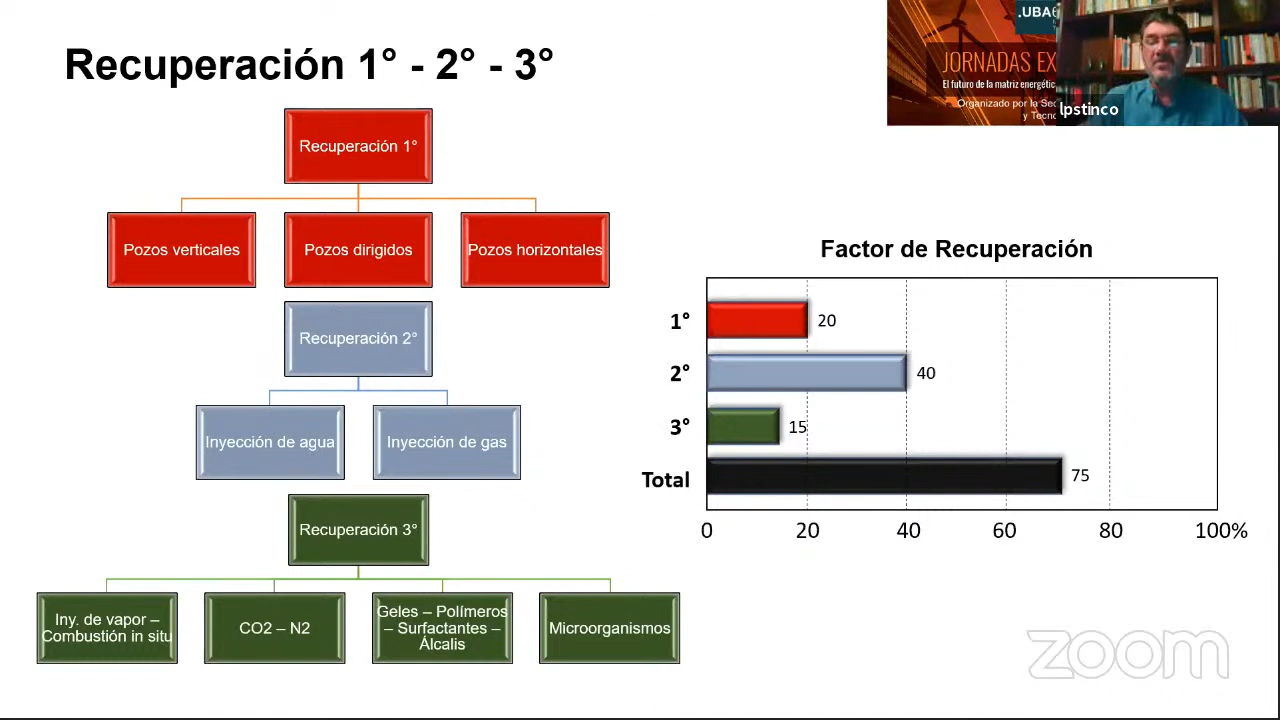 Recuperación 1° - 2° - 3°
.UBA
JORNADAS EX
El futuro de la matriz energétic
Organizado por la Sec
y Tecno
lpstinco
Recuperación 1°
Pozos verticales
Pozos dirigidos
Pozos horizontales
Recuperación 2°
Inyección de agua
Inyección de gas
Recuperación 3°
Iny. de vapor –
Combustión in situ
CO2 – N2
Geles – Polímeros
– Surfactantes –
Álcalis
Microorganismos
Factor de Recuperación
1° 20
2° 40
3° 15
Total 75
0 20 40 60 80 100%
zoom